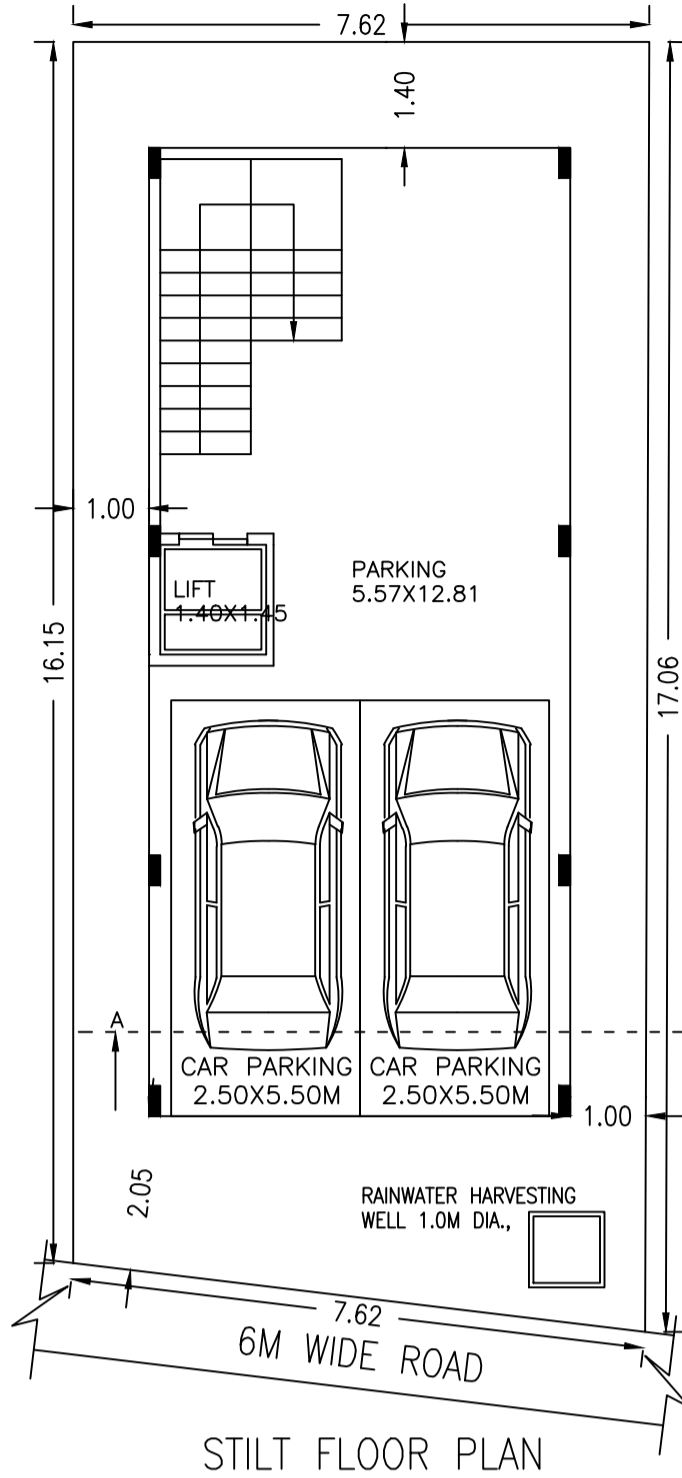 7.62
1.40
1.00
PARKING
5.57X12.81
LIFT
1.40X1.45
16.15
17.06
A
CAR PARKING
2.50X5.50M
CAR PARKING
2.50X5.50M
1.00
2.05
RAINWATER HARVESTING
WELL 1.0M DIA.,
7.62
6M WIDE ROAD
STILT FLOOR PLAN